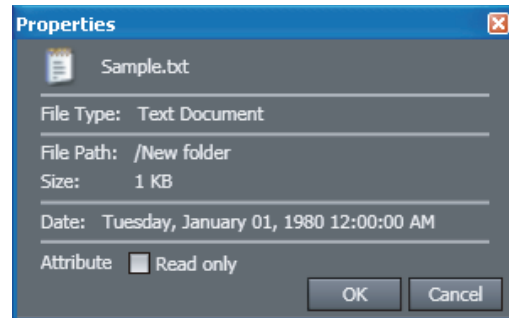 Properties
Sample.txt
File Type: Text Document
File Path: /New folder
Size: 1 KB
Date: Tuesday, January 01, 1980 12:00:00 AM
Attribute Read only
OK Cancel